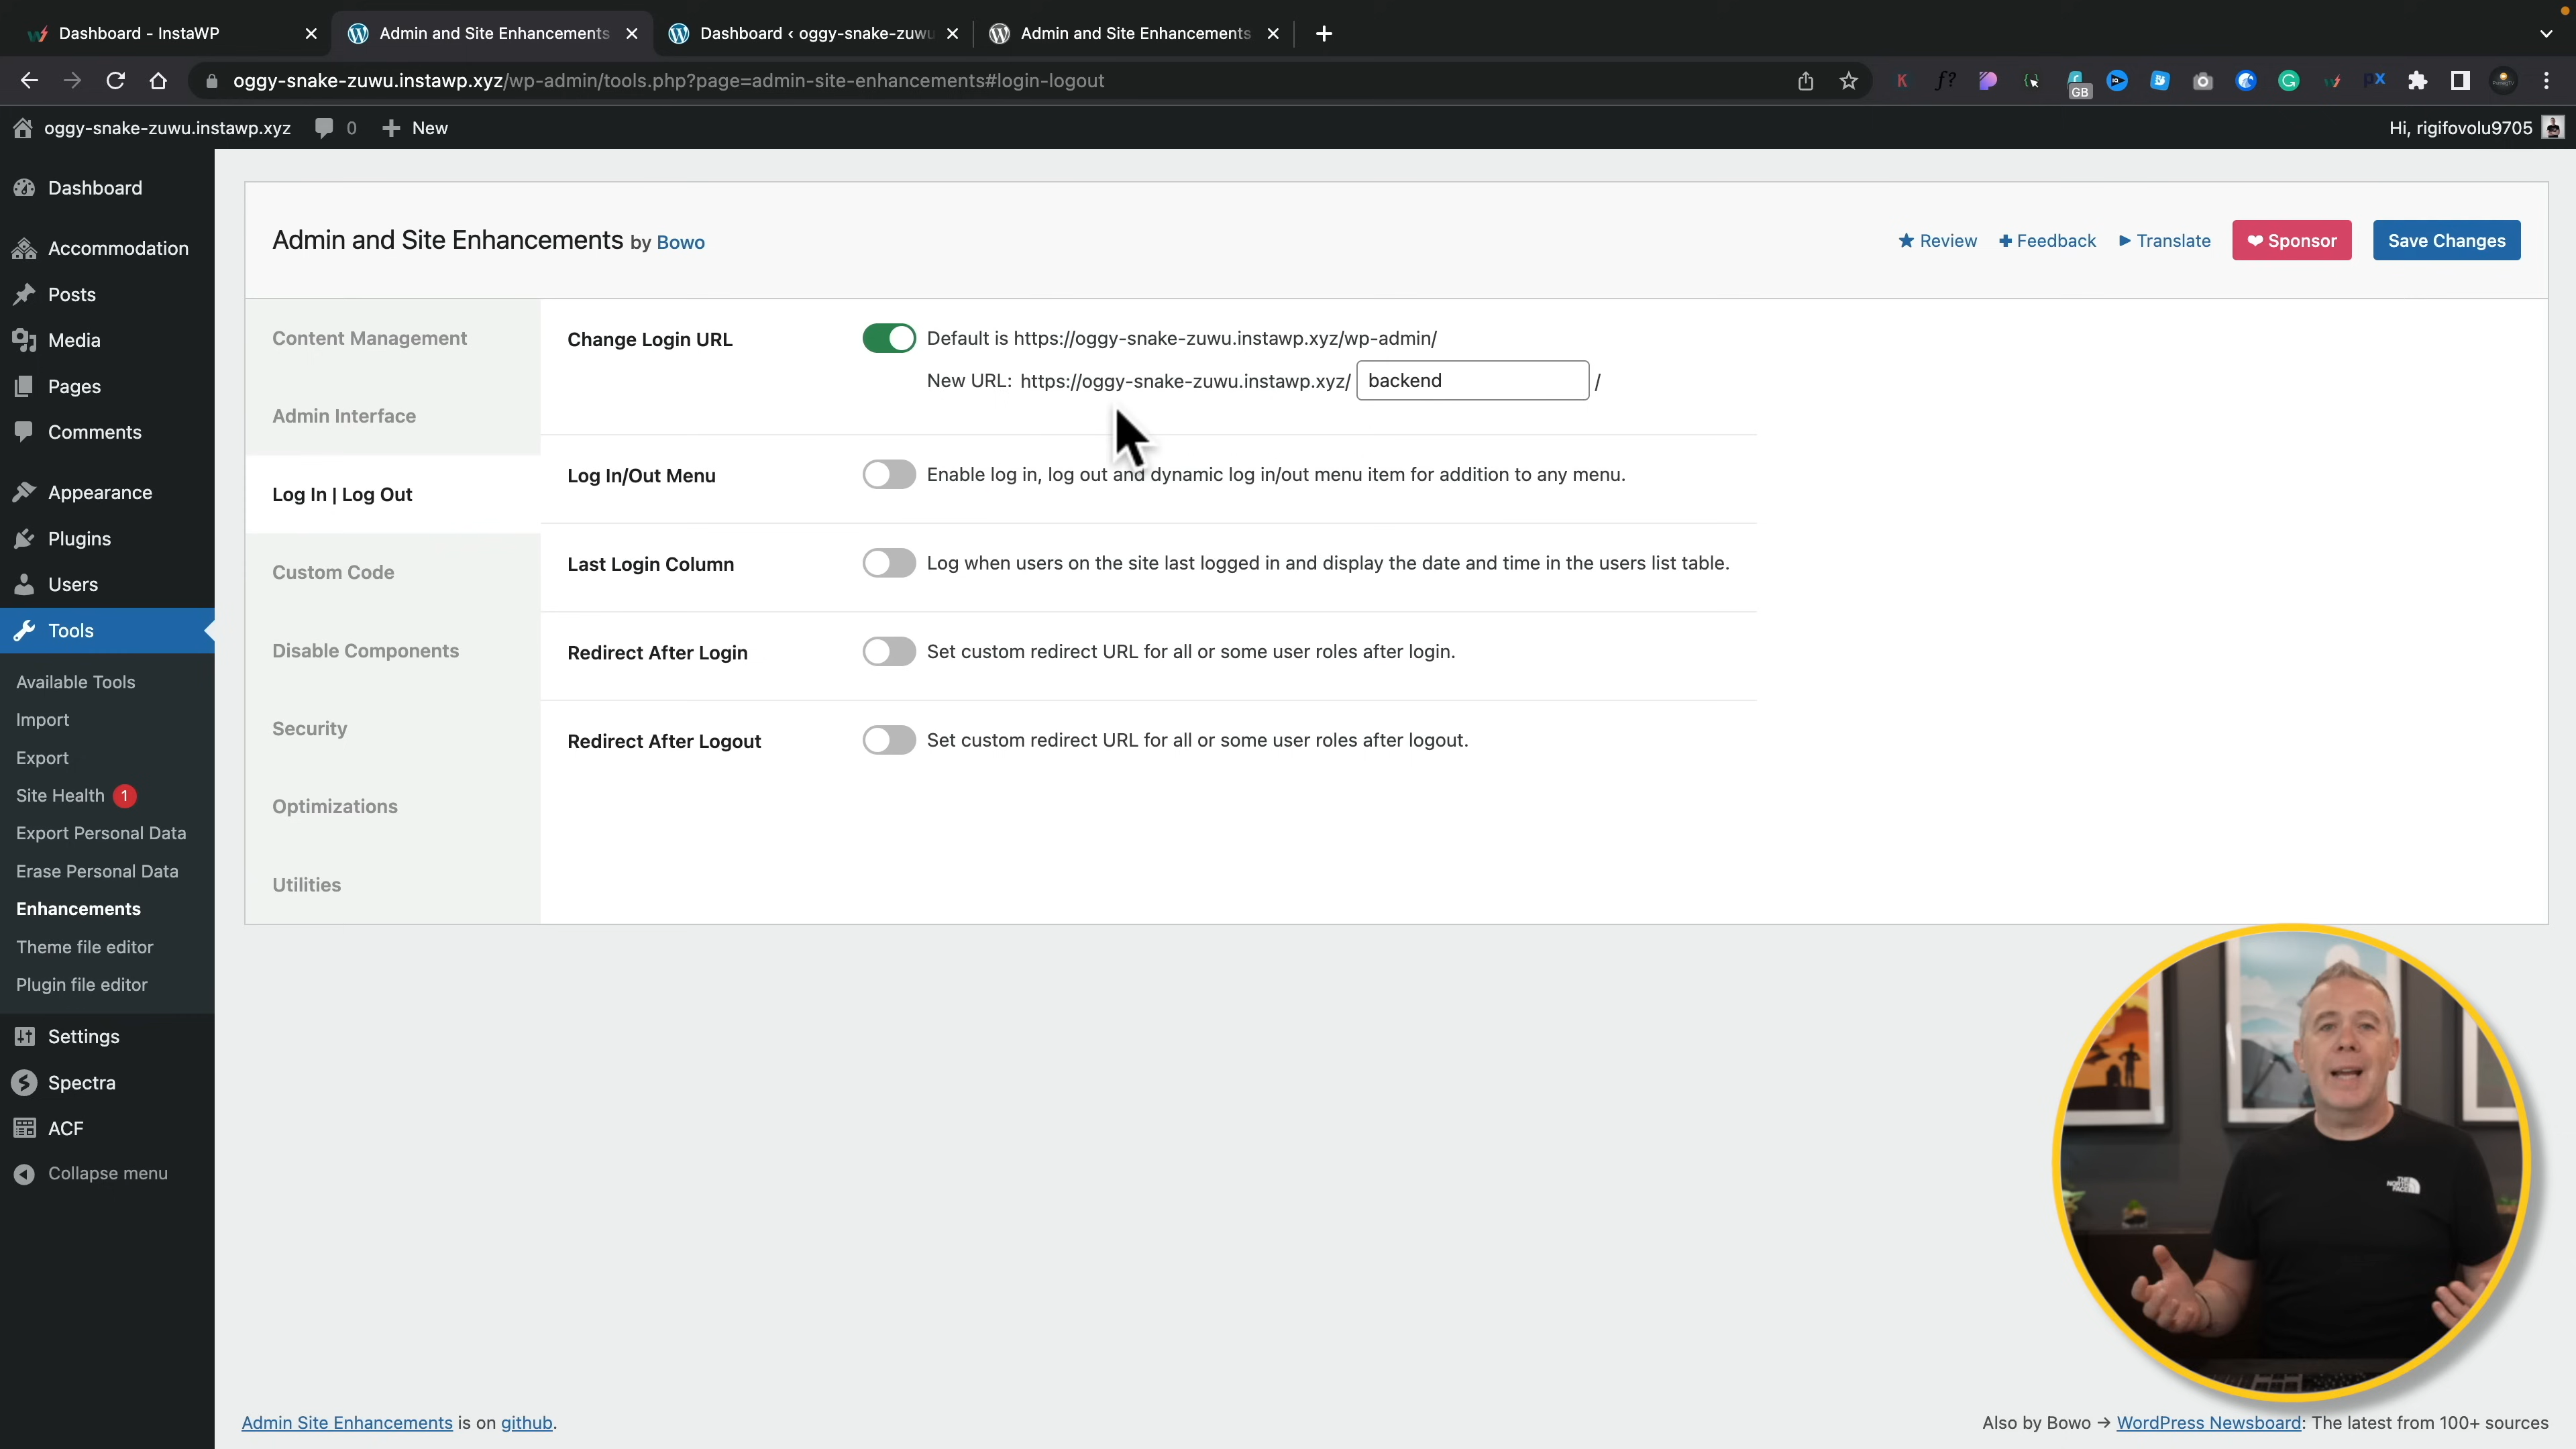 Dashboard - InstaWP
Admin and Site Enhancements
Dashboard ‹ oggy-snake-zuwu
Admin and Site Enhancements
oggy-snake-zuwu.instawp.xyz/wp-admin/tools.php?page=admin-site-enhancements#login-logout
GB
oggy-snake-zuwu.instawp.xyz 0 New
Hi, rigifovolu9705
Dashboard
Accommodation
Posts
Media
Pages
Comments
Appearance
Plugins
Users
Tools
Available Tools
Import
Export
Site Health 1
Export Personal Data
Erase Personal Data
Enhancements
Theme file editor
Plugin file editor
Settings
Spectra
ACF
Collapse menu
Admin and Site Enhancements by Bowo
Review Feedback Translate Sponsor Save Changes
Content Management
Admin Interface
Log In | Log Out
Custom Code
Disable Components
Security
Optimizations
Utilities
Change Login URL
Default is https://oggy-snake-zuwu.instawp.xyz/wp-admin/
New URL: https://oggy-snake-zuwu.instawp.xyz/ backend /
Log In/Out Menu
Enable log in, log out and dynamic log in/out menu item for addition to any menu.
Last Login Column
Log when users on the site last logged in and display the date and time in the users list table.
Redirect After Login
Set custom redirect URL for all or some user roles after login.
Redirect After Logout
Set custom redirect URL for all or some user roles after logout.
THE
NORTH
FACE
Admin Site Enhancements is on github.
Also by Bowo → WordPress Newsboard: The latest from 100+ sources